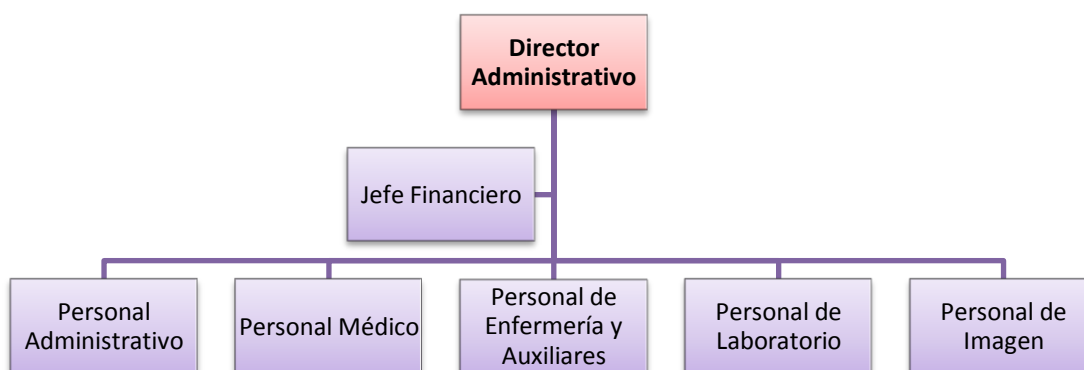 Director
Administrativo
Jefe Financiero
Personal
Administrativo
Personal Médico
Personal de
Enfermería y
Auxiliares
Personal de
Laboratorio
Personal de
Imagen